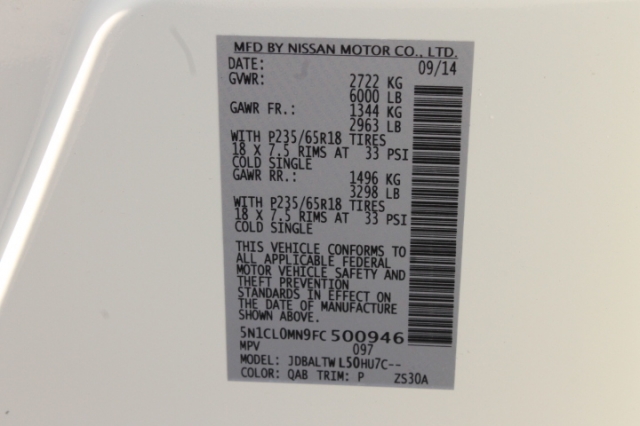 MFD BY NISSAN MOTOR CO., LTD.
DATE: 09/14
GVWR: 2722 KG
6000 LB
GAWR FR.: 1344 KG
2963 LB
WITH P235/65R18 TIRES
18 X 7.5 RIMS AT 33 PSI
COLD SINGLE
GAWR RR.: 1496 KG
3298 LB
WITH P235/65R18 TIRES
18 X 7.5 RIMS AT 33 PSI
COLD SINGLE
THIS VEHICLE CONFORMS TO
ALL APPLICABLE FEDERAL
MOTOR VEHICLE SAFETY AND
THEFT PREVENTION
STANDARDS IN EFFECT ON
THE DATE OF MANUFACTURE
SHOWN ABOVE.
5N1CL0MN9FC500946
MPV 097
MODEL: JDBALTWL50HU7C--
COLOR: QAB TRIM: P ZS30A